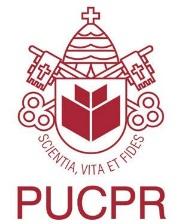 SCIENTIA, VITA ET FIDES
PUCPR